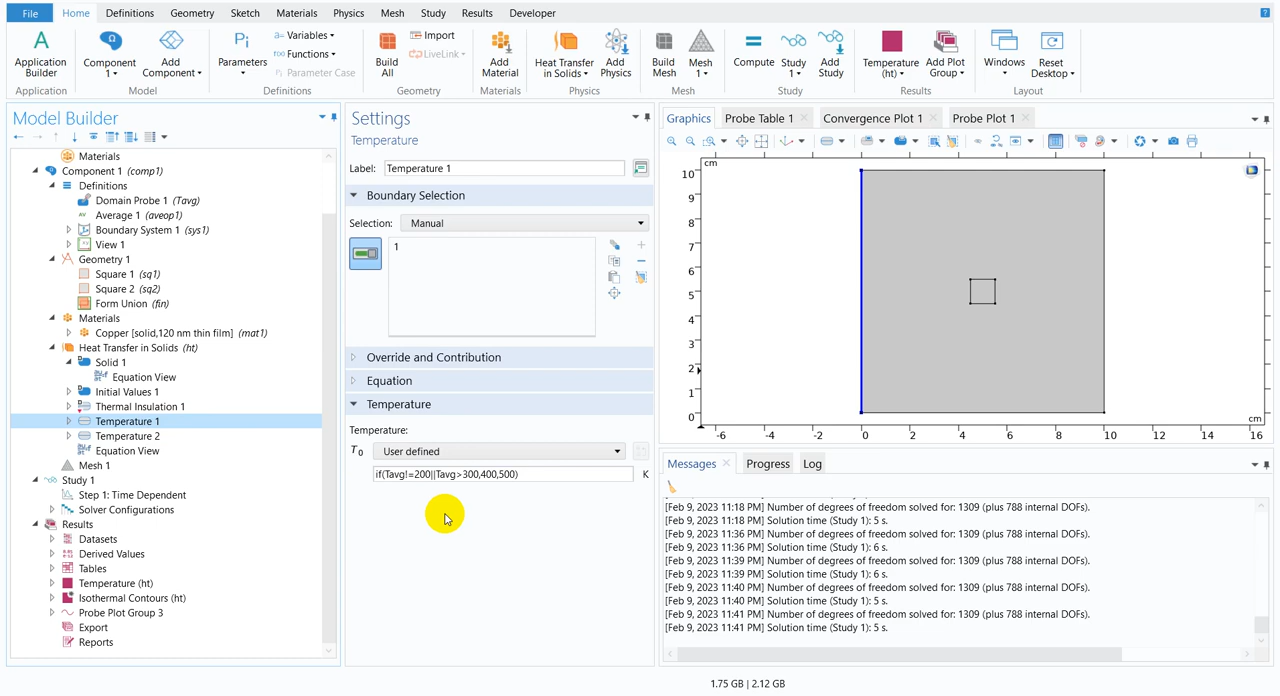 File Home Definitions Geometry Sketch Materials Physics Mesh Study Results Developer ?
A Pi
Application Builder
Component 1
Add Component
Parameters
a= Variables
f(x) Functions
Pi Parameter Case
Build All
Import
LiveLink
Add Material
Heat Transfer in Solids
Add Physics
Build Mesh
Mesh 1
Compute
Study 1
Add Study
Temperature (ht)
Add Plot Group
Windows
Reset Desktop
Application Model Definitions Geometry Materials Physics Mesh Study Results Layout
Model Builder
Materials
Component 1 (comp1)
Definitions
Domain Probe 1 (Tavg)
AV Average 1 (aveop1)
Boundary System 1 (sys1)
View 1
Geometry 1
Square 1 (sq1)
Square 2 (sq2)
Form Union (fin)
Materials
Copper [solid,120 nm thin film] (mat1)
Heat Transfer in Solids (ht)
Solid 1
Equation View
Initial Values 1
Thermal Insulation 1
Temperature 1
Temperature 2
Equation View
Mesh 1
Study 1
Step 1: Time Dependent
Solver Configurations
Results
Datasets
Derived Values
Tables
Temperature (ht)
Isothermal Contours (ht)
Probe Plot Group 3
Export
Reports
Settings
Temperature
Label: Temperature 1
Boundary Selection
Selection: Manual
1
Override and Contribution
Equation
Temperature
Temperature:
T0 User defined
if(Tavg!=200||Tavg>300,400,500) K
Graphics Probe Table 1 Convergence Plot 1 Probe Plot 1
cm
10
9
8
7
6
5
4
3
2
1
0
cm
-6 -4 -2 0 2 4 6 8 10 12 14 16
Messages Progress Log
[Feb 9, 2023 11:18 PM] Number of degrees of freedom solved for: 1309 (plus 788 internal DOFs).
[Feb 9, 2023 11:18 PM] Solution time (Study 1): 5 s.
[Feb 9, 2023 11:36 PM] Number of degrees of freedom solved for: 1309 (plus 788 internal DOFs).
[Feb 9, 2023 11:36 PM] Solution time (Study 1): 6 s.
[Feb 9, 2023 11:39 PM] Number of degrees of freedom solved for: 1309 (plus 788 internal DOFs).
[Feb 9, 2023 11:39 PM] Solution time (Study 1): 6 s.
[Feb 9, 2023 11:40 PM] Number of degrees of freedom solved for: 1309 (plus 788 internal DOFs).
[Feb 9, 2023 11:40 PM] Solution time (Study 1): 5 s.
[Feb 9, 2023 11:41 PM] Number of degrees of freedom solved for: 1309 (plus 788 internal DOFs).
[Feb 9, 2023 11:41 PM] Solution time (Study 1): 5 s.
1.75 GB | 2.12 GB